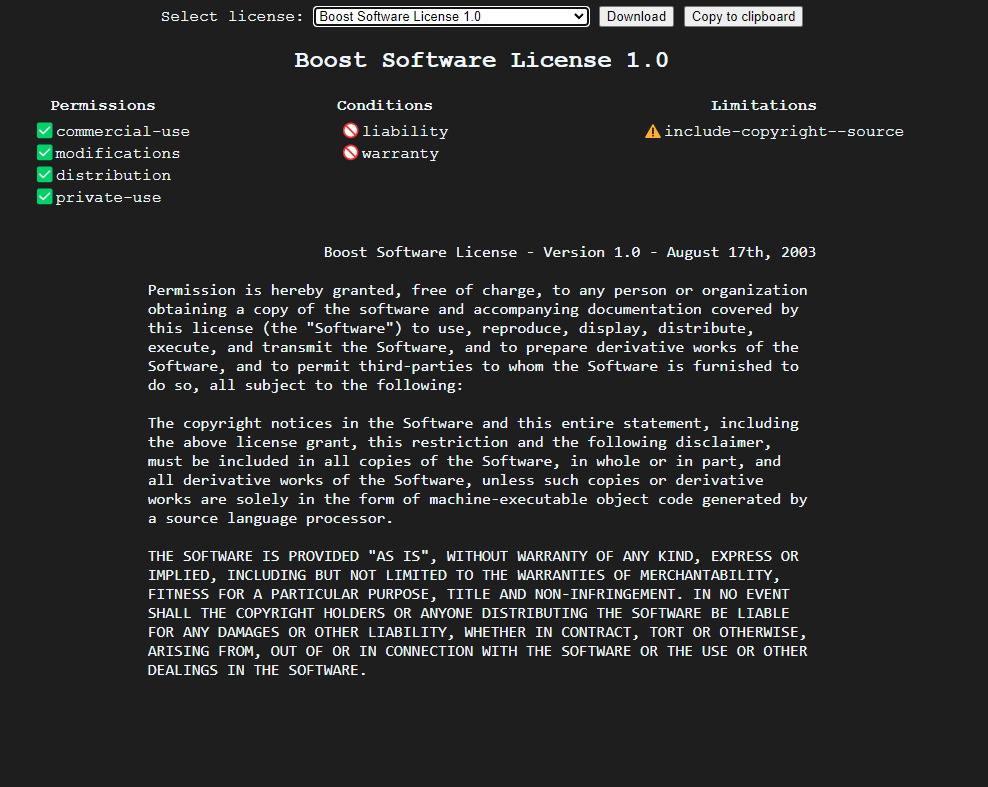 Select license: Boost Software License 1.0 Download Copy to clipboard
Boost Software License 1.0
Permissions Conditions Limitations
commercial-use liability include-copyright--source
modifications warranty
distribution
private-use
Boost Software License - Version 1.0 - August 17th, 2003
Permission is hereby granted, free of charge, to any person or organization
obtaining a copy of the software and accompanying documentation covered by
this license (the "Software") to use, reproduce, display, distribute,
execute, and transmit the Software, and to prepare derivative works of the
Software, and to permit third-parties to whom the Software is furnished to
do so, all subject to the following:
The copyright notices in the Software and this entire statement, including
the above license grant, this restriction and the following disclaimer,
must be included in all copies of the Software, in whole or in part, and
all derivative works of the Software, unless such copies or derivative
works are solely in the form of machine-executable object code generated by
a source language processor.
THE SOFTWARE IS PROVIDED "AS IS", WITHOUT WARRANTY OF ANY KIND, EXPRESS OR
IMPLIED, INCLUDING BUT NOT LIMITED TO THE WARRANTIES OF MERCHANTABILITY,
FITNESS FOR A PARTICULAR PURPOSE, TITLE AND NON-INFRINGEMENT. IN NO EVENT
SHALL THE COPYRIGHT HOLDERS OR ANYONE DISTRIBUTING THE SOFTWARE BE LIABLE
FOR ANY DAMAGES OR OTHER LIABILITY, WHETHER IN CONTRACT, TORT OR OTHERWISE,
ARISING FROM, OUT OF OR IN CONNECTION WITH THE SOFTWARE OR THE USE OR OTHER
DEALINGS IN THE SOFTWARE.